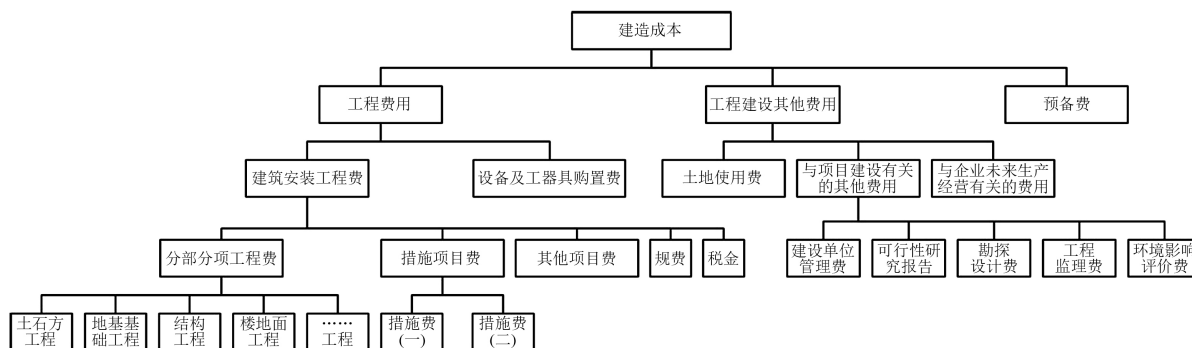 建造成本
工程费用
工程建设其他费用
预备费
建筑安装工程费
设备及工器具购置费
土地使用费
与项目建设有关
的其他费用
与企业未来生产
经营有关的费用
分部分项工程费
措施项目费
其他项目费
规费
税金
建设单位
管理费
可行性研
究报告
勘探
设计费
工程
监理费
环境影响
评价费
土石方
工程
地基基
础工程
结构
工程
楼地面
工程
……
工程
措施费
(一)
措施费
(二)